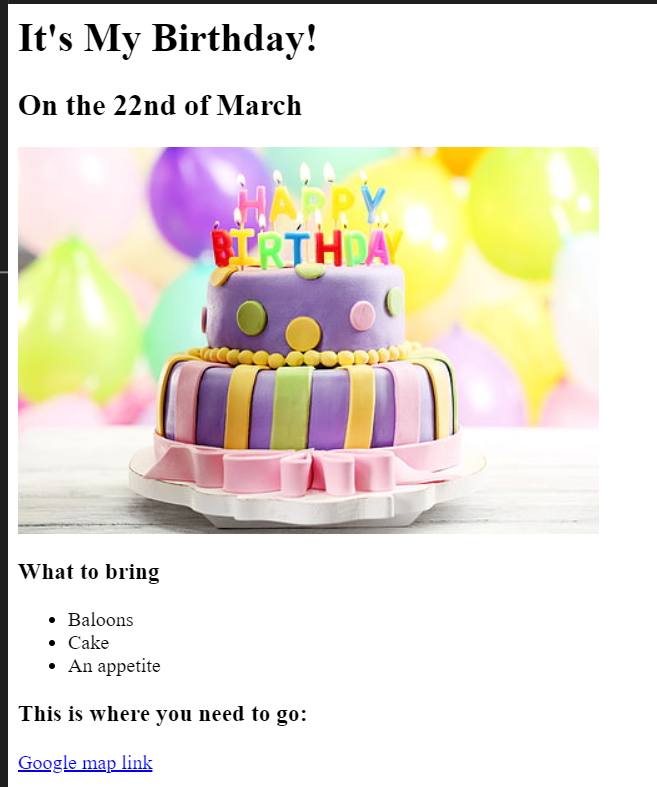 It's My Birthday!
On the 22nd of March
HAPPY
BIRTHDAY
What to bring
Baloons
Cake
An appetite
This is where you need to go:
Google map link